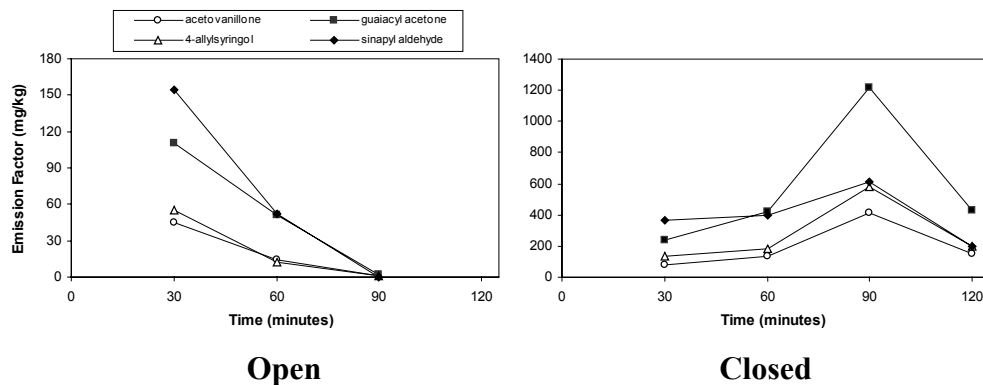 acetovanillone guaiacyl acetone
4-allylsyringol sinapyl aldehyde
180
150
120
90
60
30
0
Emission Factor (mg/kg)
0 30 60 90 120
Time (minutes)
Open
1400
1200
1000
800
600
400
200
0
0 30 60 90 120
Time (minutes)
Closed